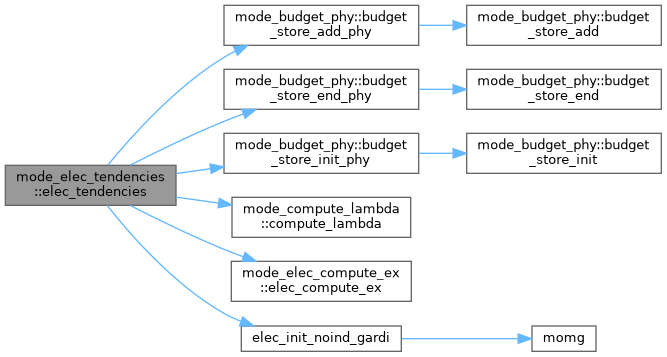 mode_elec_tendencies
::elec_tendencies
mode_budget_phy::budget
_store_add_phy
mode_budget_phy::budget
_store_add
mode_budget_phy::budget
_store_end_phy
mode_budget_phy::budget
_store_end
mode_budget_phy::budget
_store_init_phy
mode_budget_phy::budget
_store_init
mode_compute_lambda
::compute_lambda
mode_elec_compute_ex
::elec_compute_ex
elec_init_noind_gardi
momg